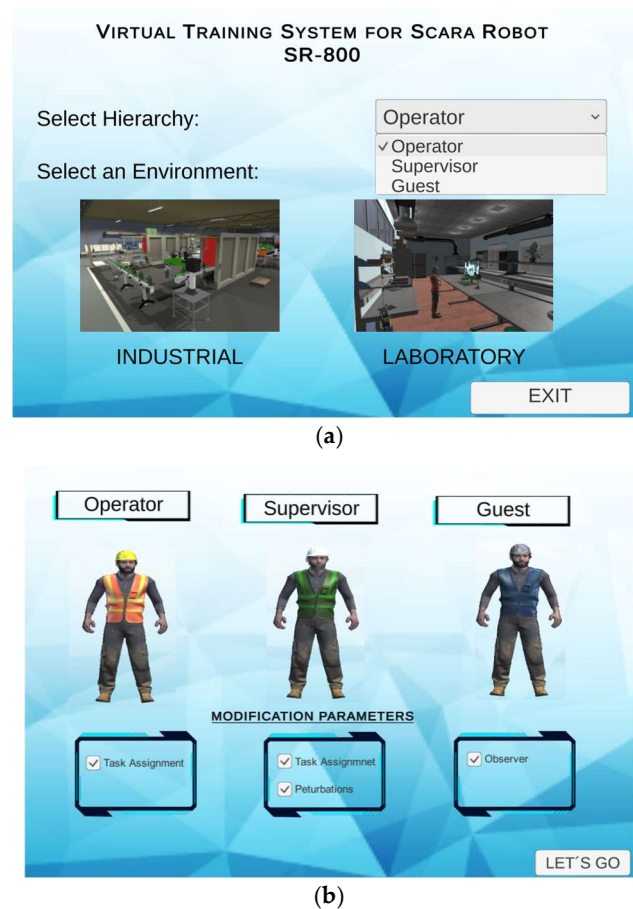 VIRTUAL TRAINING SYSTEM FOR SCARA ROBOT
SR-800
Select Hierarchy:
Operator
Operator
Supervisor
Guest
Select an Environment:
INDUSTRIAL
LABORATORY
EXIT
(a)
Operator
Supervisor
Guest
MODIFICATION PARAMETERS
Task Assignment
Task Assignmnet
Peturbations
Observer
LET´S GO
(b)